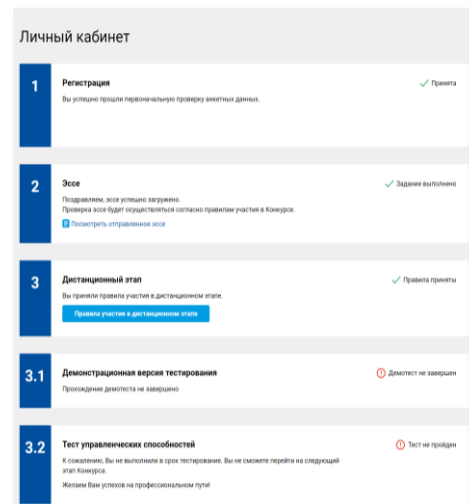 Личный кабинет
1
Регистрация
Принята
Вы успешно прошли первоначальную проверку анкетных данных.
2
Эссе
Задание выполнено
Поздравляем, эссе успешно загружено.
Проверка эссе будет осуществляться согласно правилам участия в Конкурсе.
Посмотреть отправленное эссе
3
Дистанционный этап
Правила приняты
Вы приняли правила участия в дистанционном этапе.
Правила участия в дистанционном этапе
3.1
Демонстрационная версия тестирования
Демотест не завершен
Прохождение демотеста не завершено
3.2
Тест управленческих способностей
Тест не пройден
К сожалению, Вы не выполнили в срок тестирование. Вы не сможете перейти на следующий
этап Конкурса.
Желаем Вам успехов на профессиональном пути!